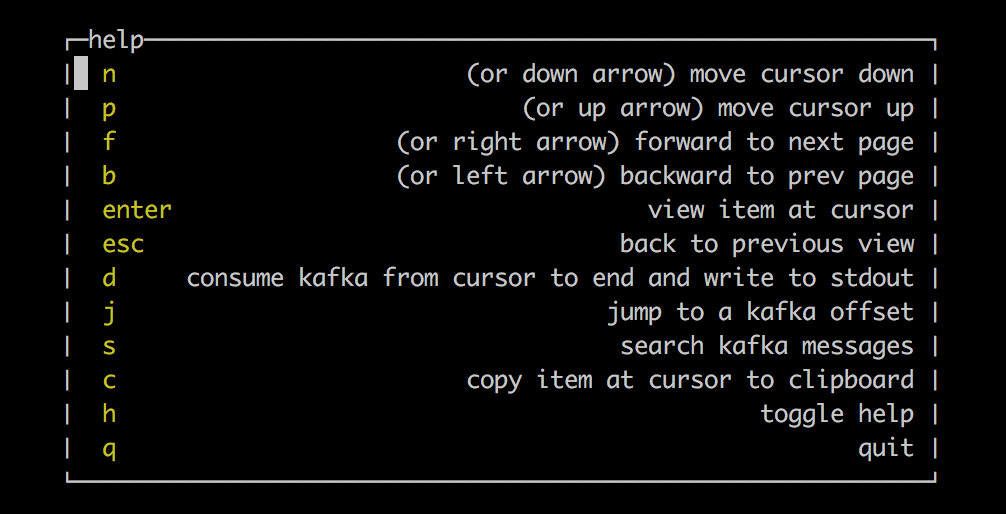 help
n (or down arrow) move cursor down
p (or up arrow) move cursor up
f (or right arrow) forward to next page
b (or left arrow) backward to prev page
enter view item at cursor
esc back to previous view
d consume kafka from cursor to end and write to stdout
j jump to a kafka offset
s search kafka messages
c copy item at cursor to clipboard
h toggle help
q quit